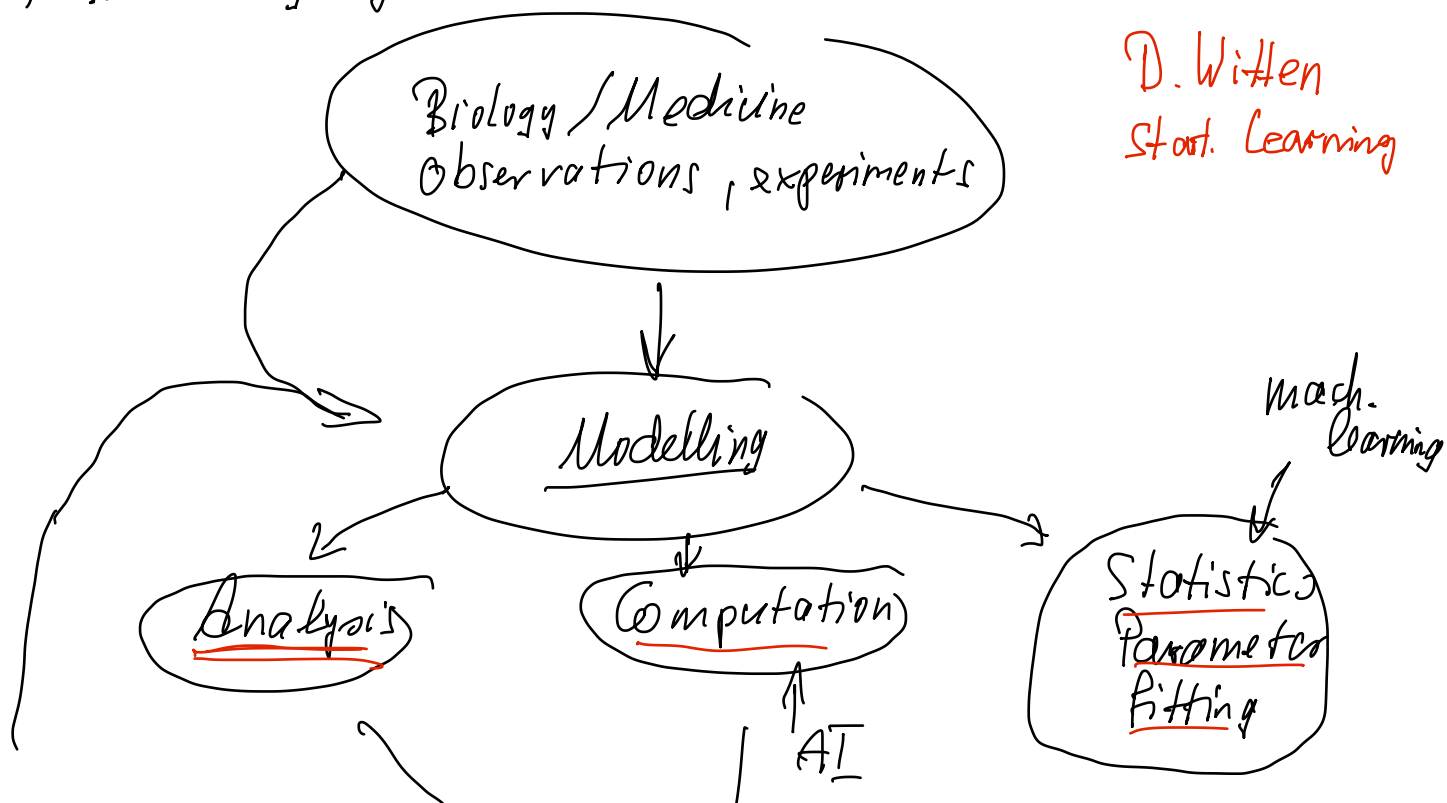 Biology / Medicine
Observations, experiments
D. Witten
Stat. Learning
Modelling
mach.
learning
Analysis
Computation
Statistics
Parameter
fitting
AI